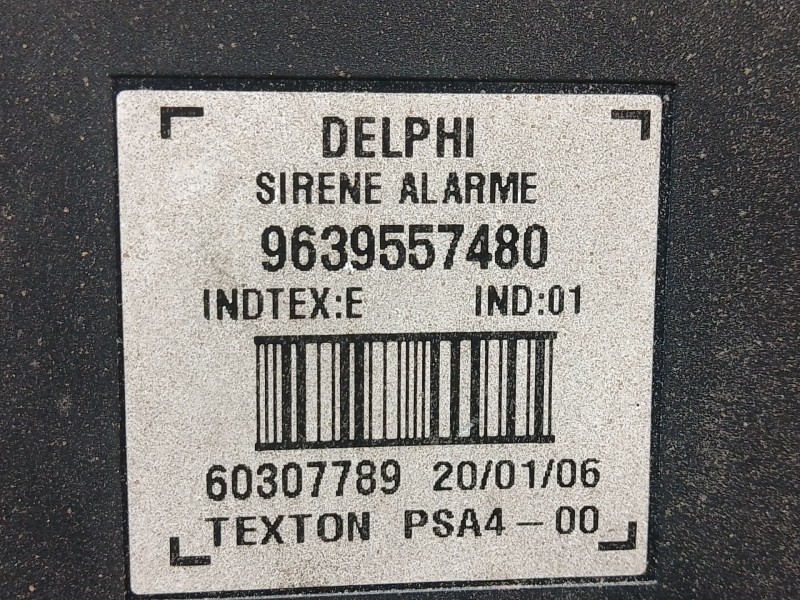 DELPHI
SIRENE ALARME
9639557480
INDTEX:E IND:01
60307789 20/01/06
TEXTON PSA4-00